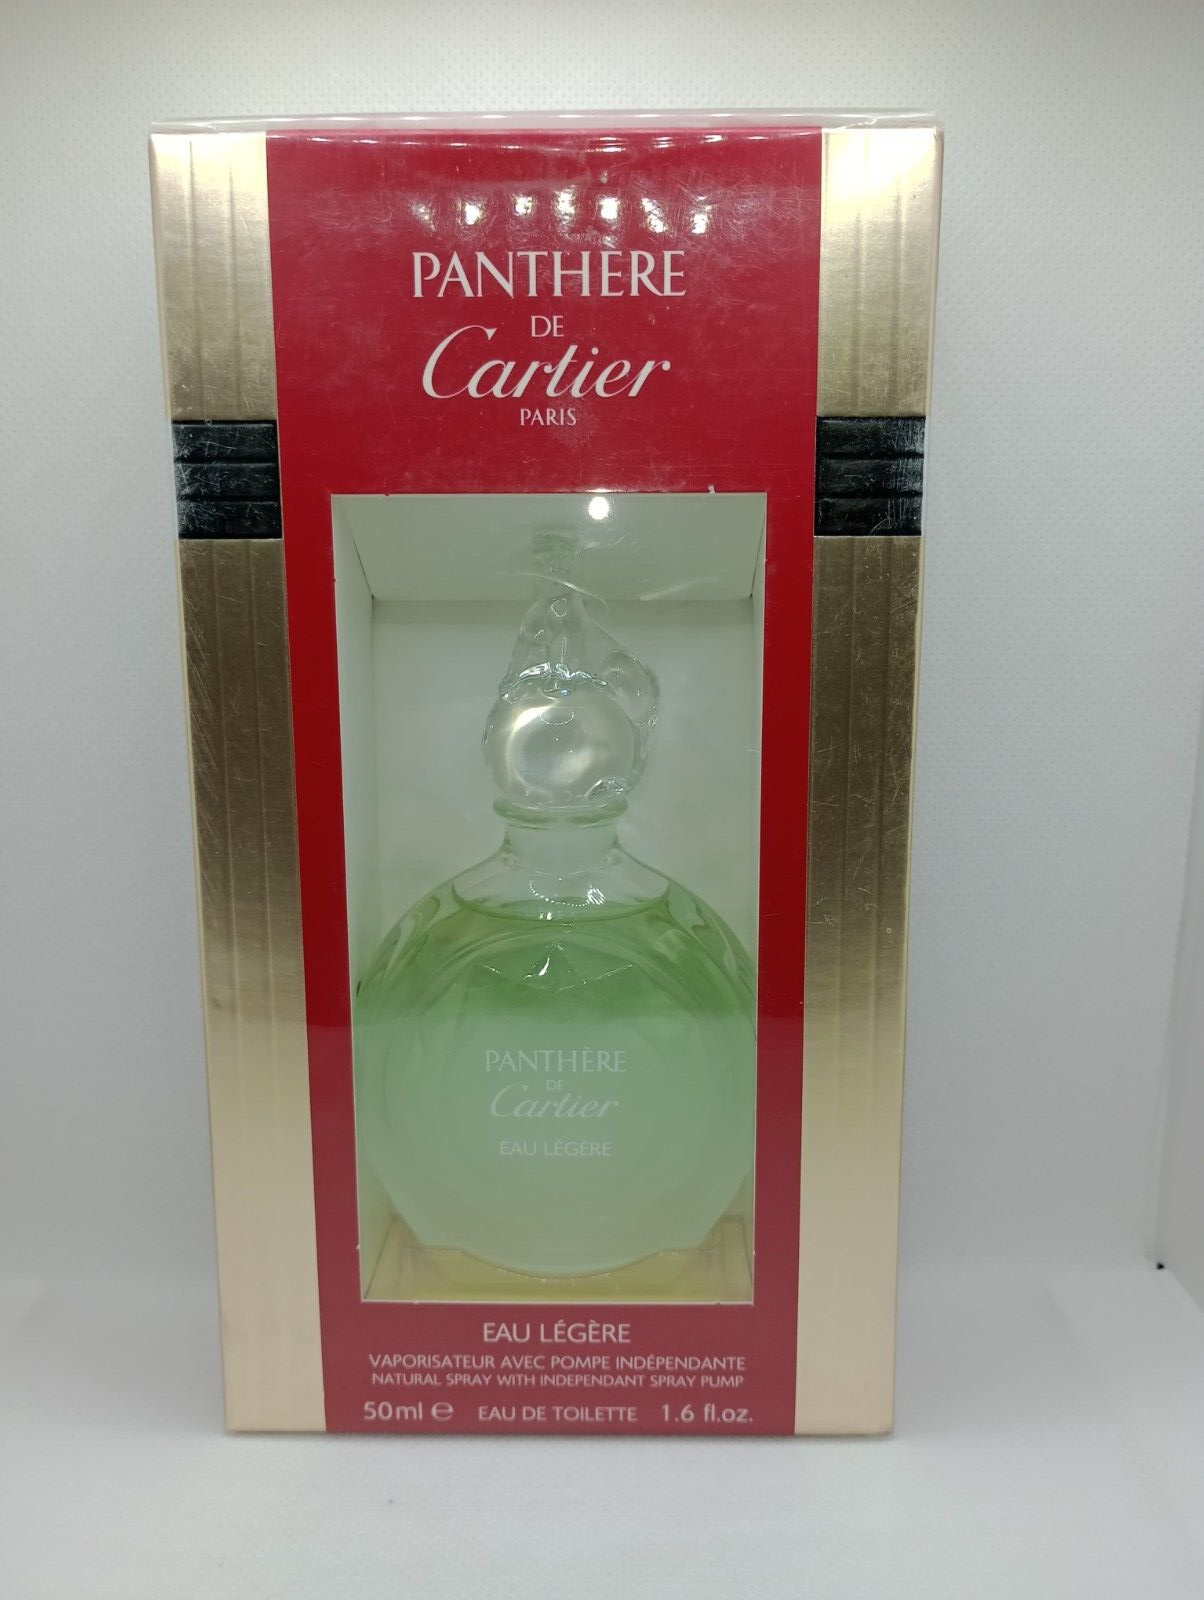 PANTHÈRE
DE
Cartier
PARIS
PANTHÈRE
DE
Cartier
EAU LÉGÈRE
EAU LÉGÈRE
VAPORISATEUR AVEC POMPE INDÉPENDANTE
NATURAL SPRAY WITH INDEPENDANT SPRAY PUMP
50ml e EAU DE TOILETTE 1.6 fl.oz.